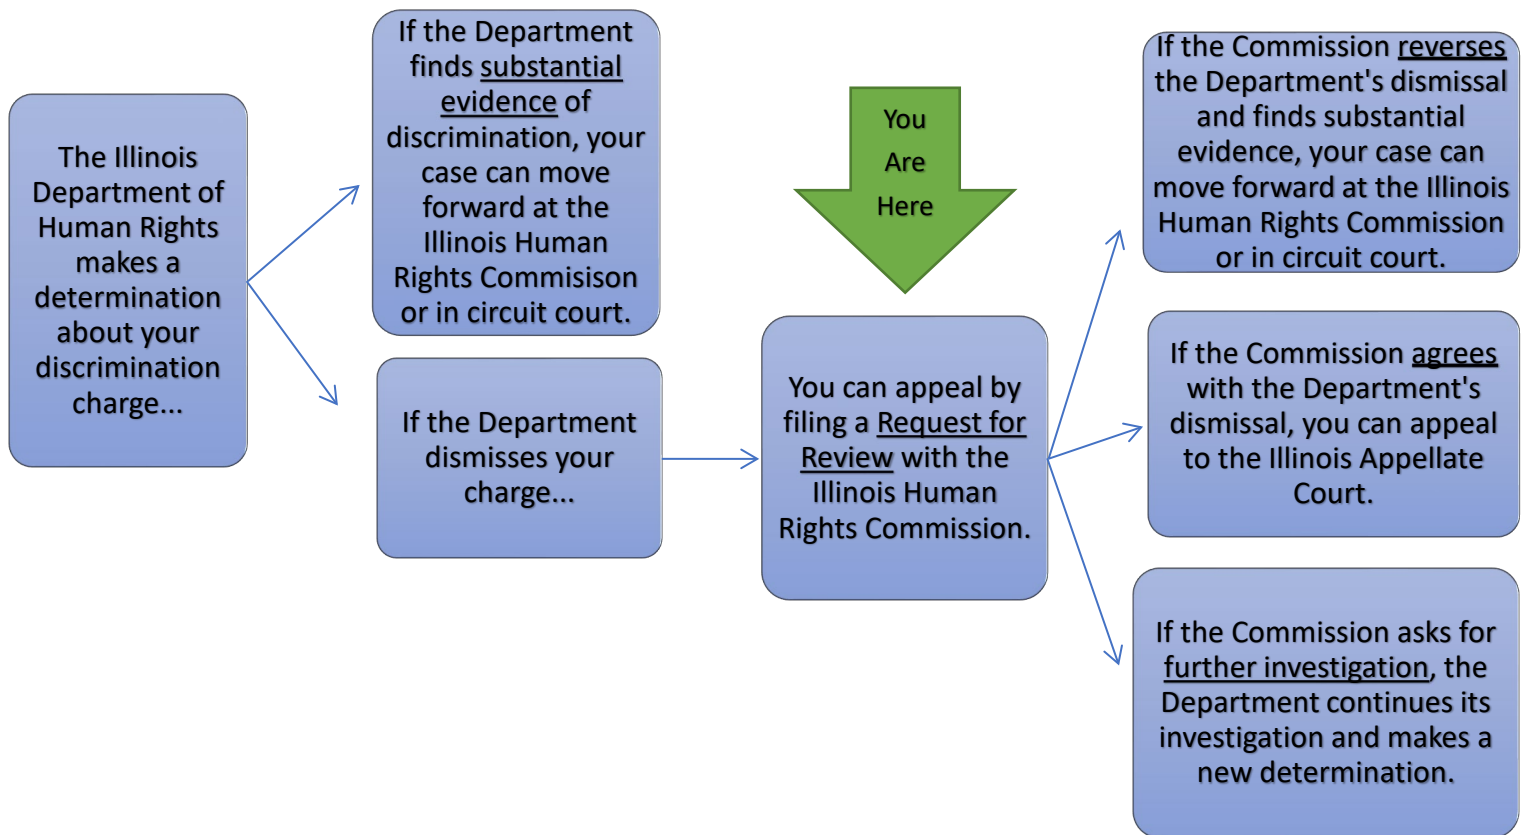 The Illinois
Department of
Human Rights
makes a
determination
about your
discrimination
charge...
If the Department
finds substantial
evidence of
discrimination, your
case can move
forward at the
Illinois Human
Rights Commisison
or in circuit court.
If the Department
dismisses your
charge...
You
Are
Here
You can appeal by
filing a Request for
Review with the
Illinois Human
Rights Commission.
If the Commission reverses
the Department's dismissal
and finds substantial
evidence, your case can
move forward at the Illinois
Human Rights Commission
or in circuit court.
If the Commission agrees
with the Department's
dismissal, you can appeal
to the Illinois Appellate
Court.
If the Commission asks for
further investigation, the
Department continues its
investigation and makes a
new determination.